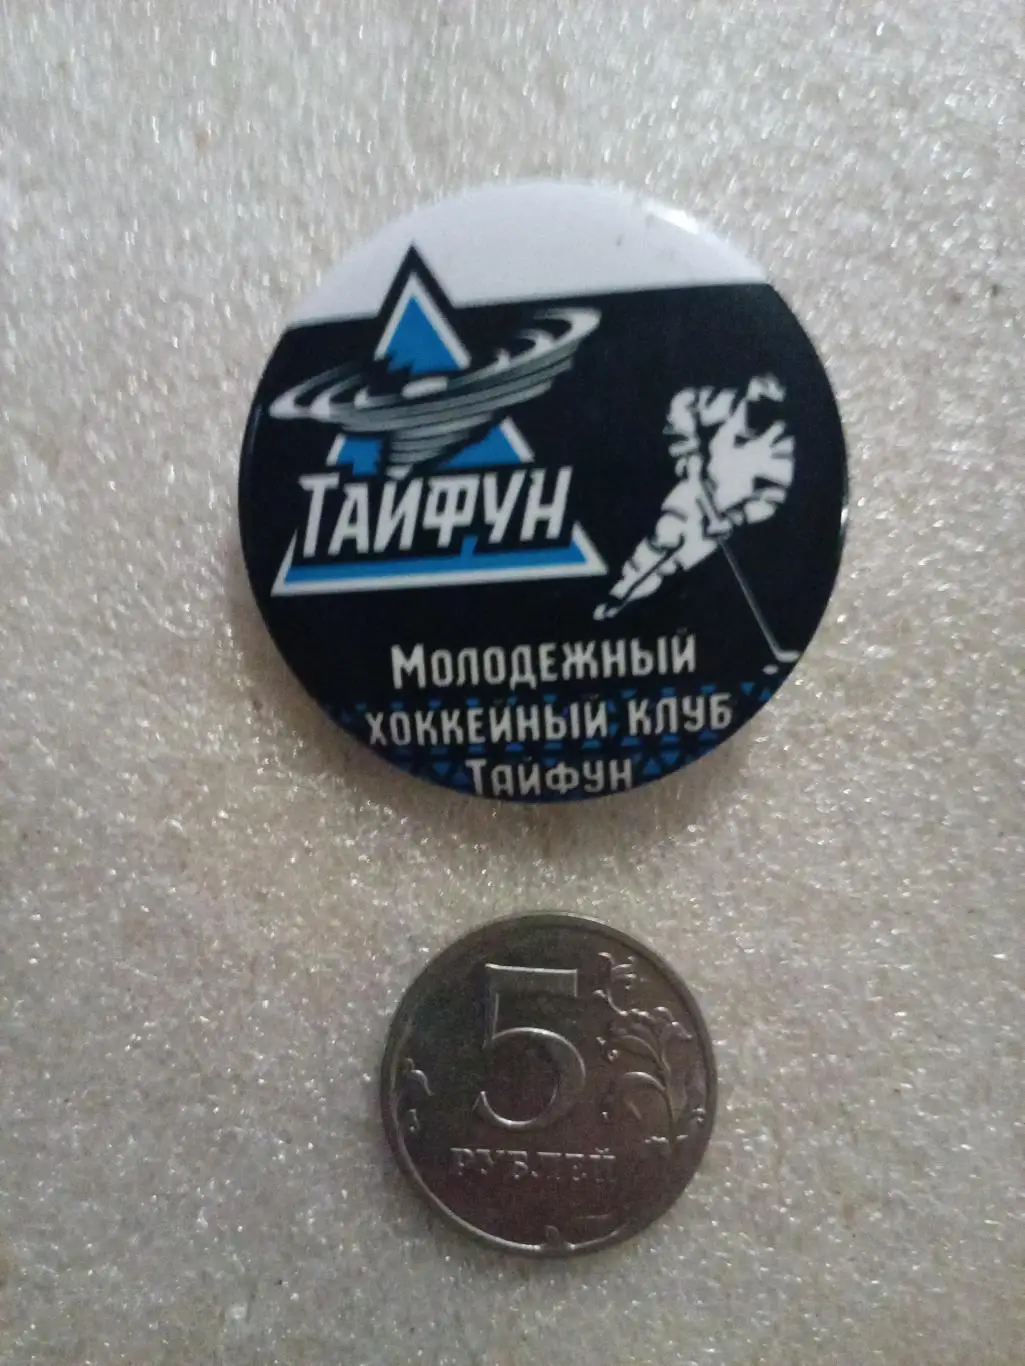 ТАЙФУН
МОЛОДЕЖНЫЙ
ХОККЕЙНЫЙ КЛУБ
ТАЙФУН
5
РУБЛЕЙ